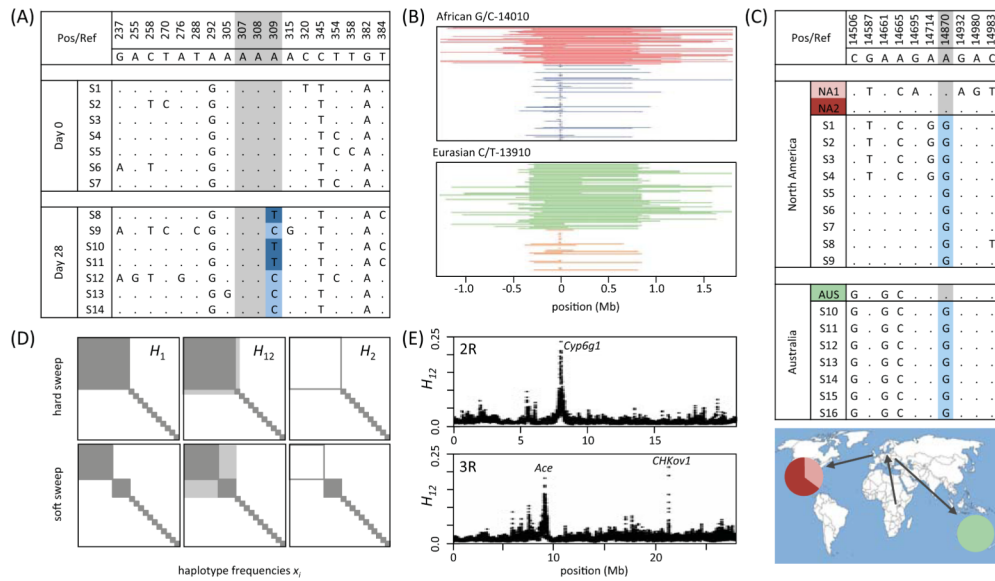 (A)
Pos/Ref 237 255 258 270 276 278 292 305 307 308 309 315 320 345 354 358 382 384
G A C T A T A A A A A A C C T T G T
Day 0
S1 . . . . . . G . . . . . T T . . A .
S2 . . T C . . G . . . . . . T . . A .
S3 . . . . . . G . . . . . . T . . A .
S4 . . . . . . G . . . . . . T C . A .
S5 . . . . . . G . . . . . . T C C A .
S6 A . T . . . G . . . . . . T . . A .
S7 . . . . . . G . . . . . . T C . A .
Day 28
S8 . . . . . . G . . . T . . T . . A C
S9 A . T C . C G . . . C G . T . . A .
S10 . . . . . . G . . . T . . T . . A C
S11 . . . . . . G . . . T . . T . . A C
S12 A G T . G . G . . . C . . T C . A .
S13 . . . . . . G G . . C . . T . . A .
S14 . . . . . . G . . . C . . T . . A .
(B)
African G/C-14010
Eurasian C/T-13910
-1.0 -0.5 0 0.5 1.0 1.5
position (Mb)
(C)
Pos/Ref 14506 14587 14661 14665 14695 14714 14870 14932 14980 14983
C G A A G A A G A C
North America
NA1 . T . C A . . A G T
NA2 . . . . . . . . . .
S1 . T . C . G G . . .
S2 . T . C . G G . . .
S3 . T . C . G G . . .
S4 . T . C . G G . . .
S5 . . . . . . G . . .
S6 . . . . . . G . . .
S7 . . . . . . G . . .
S8 . . . . . . G . . T
S9 . . . . . . G . . .
Australia
AUS G . G C . . . . . .
S10 G . G C . . G . . .
S11 G . G C . . G . . .
S12 G . G C . . G . . .
S13 G . G C . . G . . .
S14 G . G C . . G . . .
S15 G . G C . . G . . .
S16 G . G C . . G . . .
(D)
H1 H12 H2
hard sweep
soft sweep
haplotype frequencies xi
(E)
2R
Cyp6g1
H12
0.25
0.0
0 5 10 15
3R
Ace
CHKov1
H12
0.25
0.0
0 10 20
position (Mb)